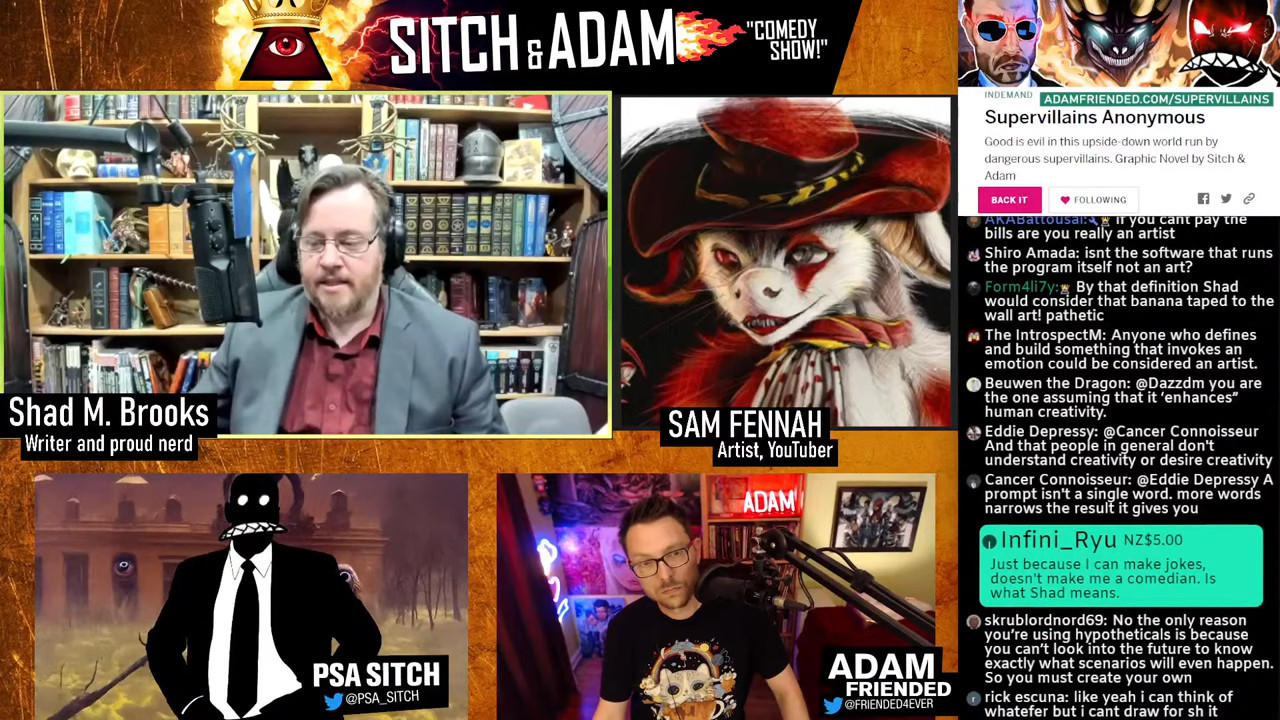 SITCH & ADAM
"COMEDY
SHOW!"
INDEMAND
ADAMFRIENDED.COM/SUPERVILLAINS
Supervillains Anonymous
Good is evil in this upside-down world run by
dangerous supervillains. Graphic Novel by Sitch &
Adam
BACK IT
FOLLOWING
AKABattousai: if you cant pay the
bills are you really an artist
Shiro Amada: isnt the software that runs
the program itself not an art?
Form4li7y: By that definition Shad
would consider that banana taped to the
wall art! pathetic
The IntrospectM: Anyone who defines
and build something that invokes an
emotion could be considered an artist.
Beuwen the Dragon: @Dazzdm you are
the one assuming that it 'enhances"
human creativity.
Eddie Depressy: @Cancer Connoisseur
And that people in general don't
understand creativity or desire creativity
Cancer Connoisseur: @Eddie Depressy A
prompt isn't a single word. more words
narrows the result it gives you
Infini_Ryu NZ$5.00
Just because I can make jokes,
doesn't make me a comedian. Is
what Shad means.
skrublordnord69: No the only reason
you're using hypotheticals is because
you can't look into the future to know
exactly what scenarios will even happen.
So you must create your own
rick escuna: like yeah i can think of
whatefer but i cant draw for sh it
Shad M. Brooks
Writer and proud nerd
SAM FENNAH
Artist, YouTuber
PSA SITCH
@PSA_SITCH
ADAM
ADAM
FRIENDED
@FRIENDED4EVER